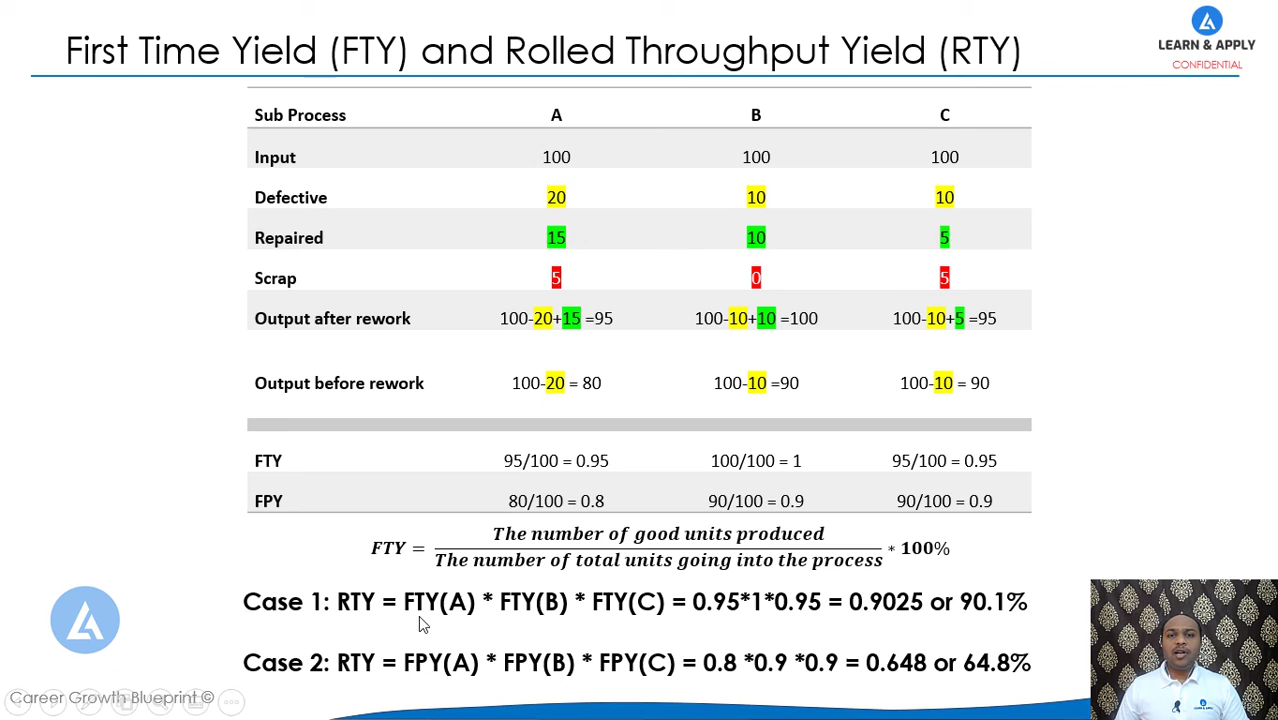 First Time Yield (FTY) and Rolled Throughput Yield (RTY)
LEARN & APPLY
CONFIDENTIAL
Sub Process A B C
Input 100 100 100
Defective 20 10 10
Repaired 15 10 5
Scrap 5 0 5
Output after rework 100-20+15 =95 100-10+10 =100 100-10+5 =95
Output before rework 100-20 = 80 100-10 =90 100-10 = 90
FTY 95/100 = 0.95 100/100 = 1 95/100 = 0.95
FPY 80/100 = 0.8 90/100 = 0.9 90/100 = 0.9
FTY = The number of good units produced / The number of total units going into the process * 100%
Case 1: RTY = FTY(A) * FTY(B) * FTY(C) = 0.95*1*0.95 = 0.9025 or 90.1%
Case 2: RTY = FPY(A) * FPY(B) * FPY(C) = 0.8 *0.9 *0.9 = 0.648 or 64.8%
Career Growth Blueprint ©
LEARN & APPLY